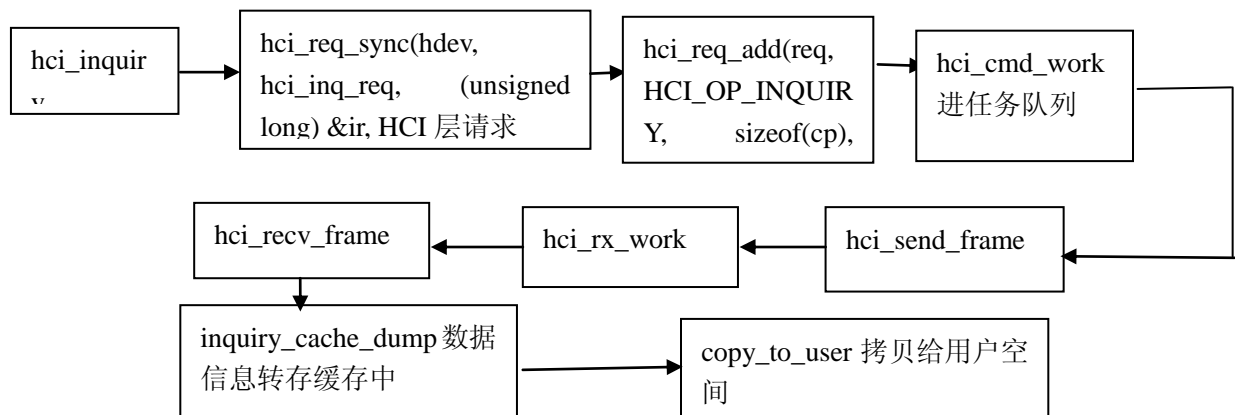 hci_inquir
hci_req_sync(hdev,
hci_inq_req, (unsigned
long) &ir, HCI 层请求
hci_req_add(req,
HCI_OP_INQUIR
Y, sizeof(cp),
hci_cmd_work
进任务队列
hci_recv_frame
hci_rx_work
hci_send_frame
inquiry_cache_dump 数据
信息转存缓存中
copy_to_user 拷贝给用户空
间